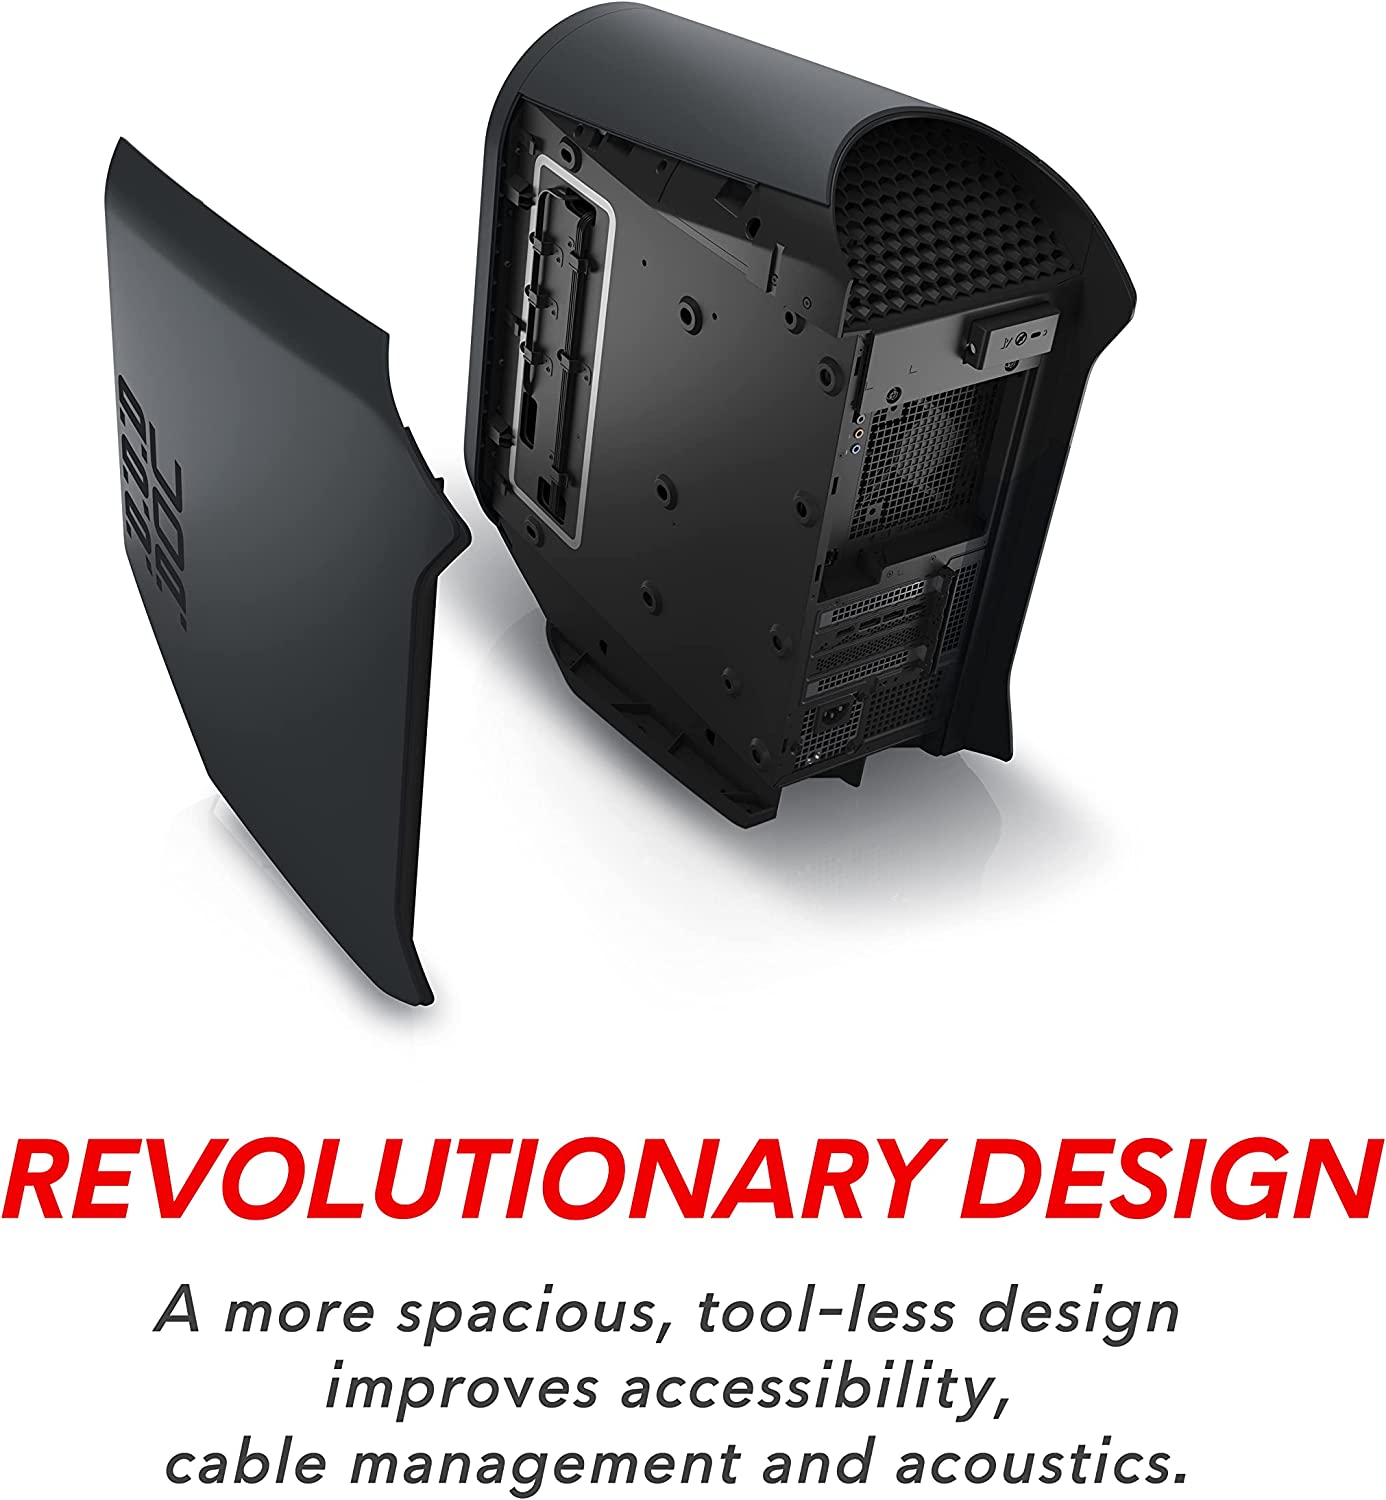 REVOLUTIONARY DESIGN
A more spacious, tool-less design
improves accessibility,
cable management and acoustics.